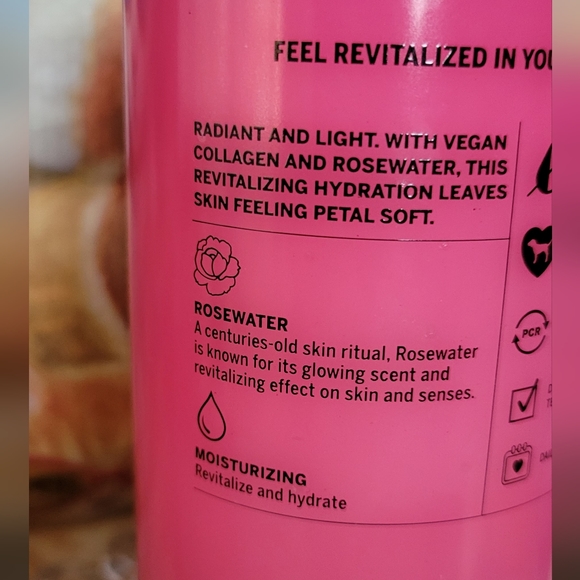 FEEL REVITALIZED IN
RADIANT AND LIGHT. WITH VEGAN
COLLAGEN AND ROSEWATER, THIS
REVITALIZING HYDRATION LEAVES
SKIN FEELING PETAL SOFT.
ROSEWATER
A centuries-old skin ritual, Rosewater
is known for its glowing scent and
revitalizing effect on skin and senses.
MOISTURIZING
Revitalize and hydrate
PCR